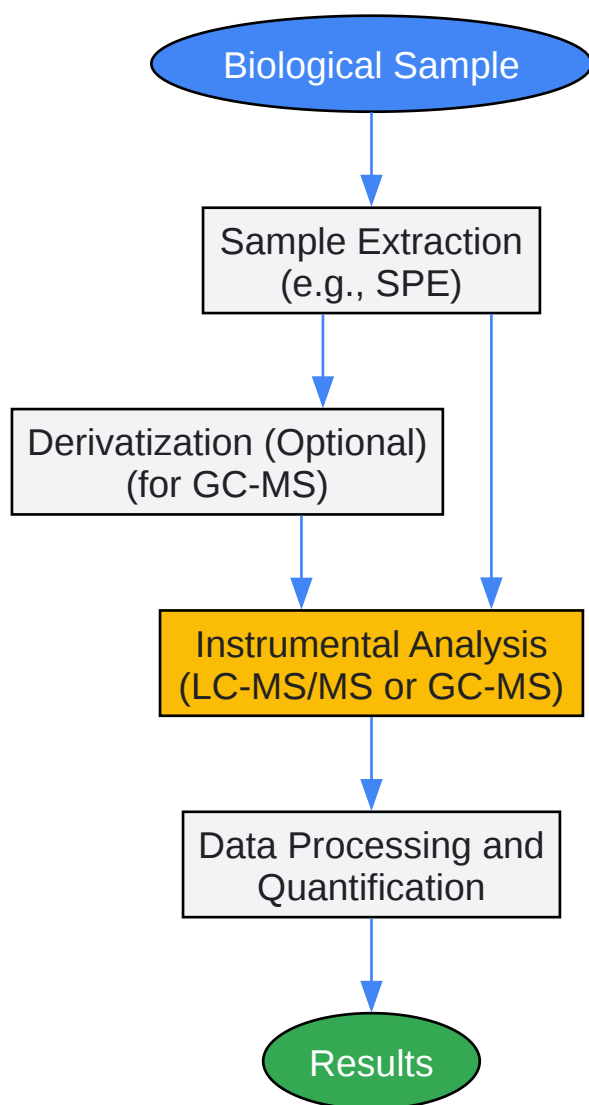 Biological Sample
Sample Extraction
(e.g., SPE)
Derivatization (Optional)
(for GC-MS)
Instrumental Analysis
(LC-MS/MS or GC-MS)
Data Processing and
Quantification
Results